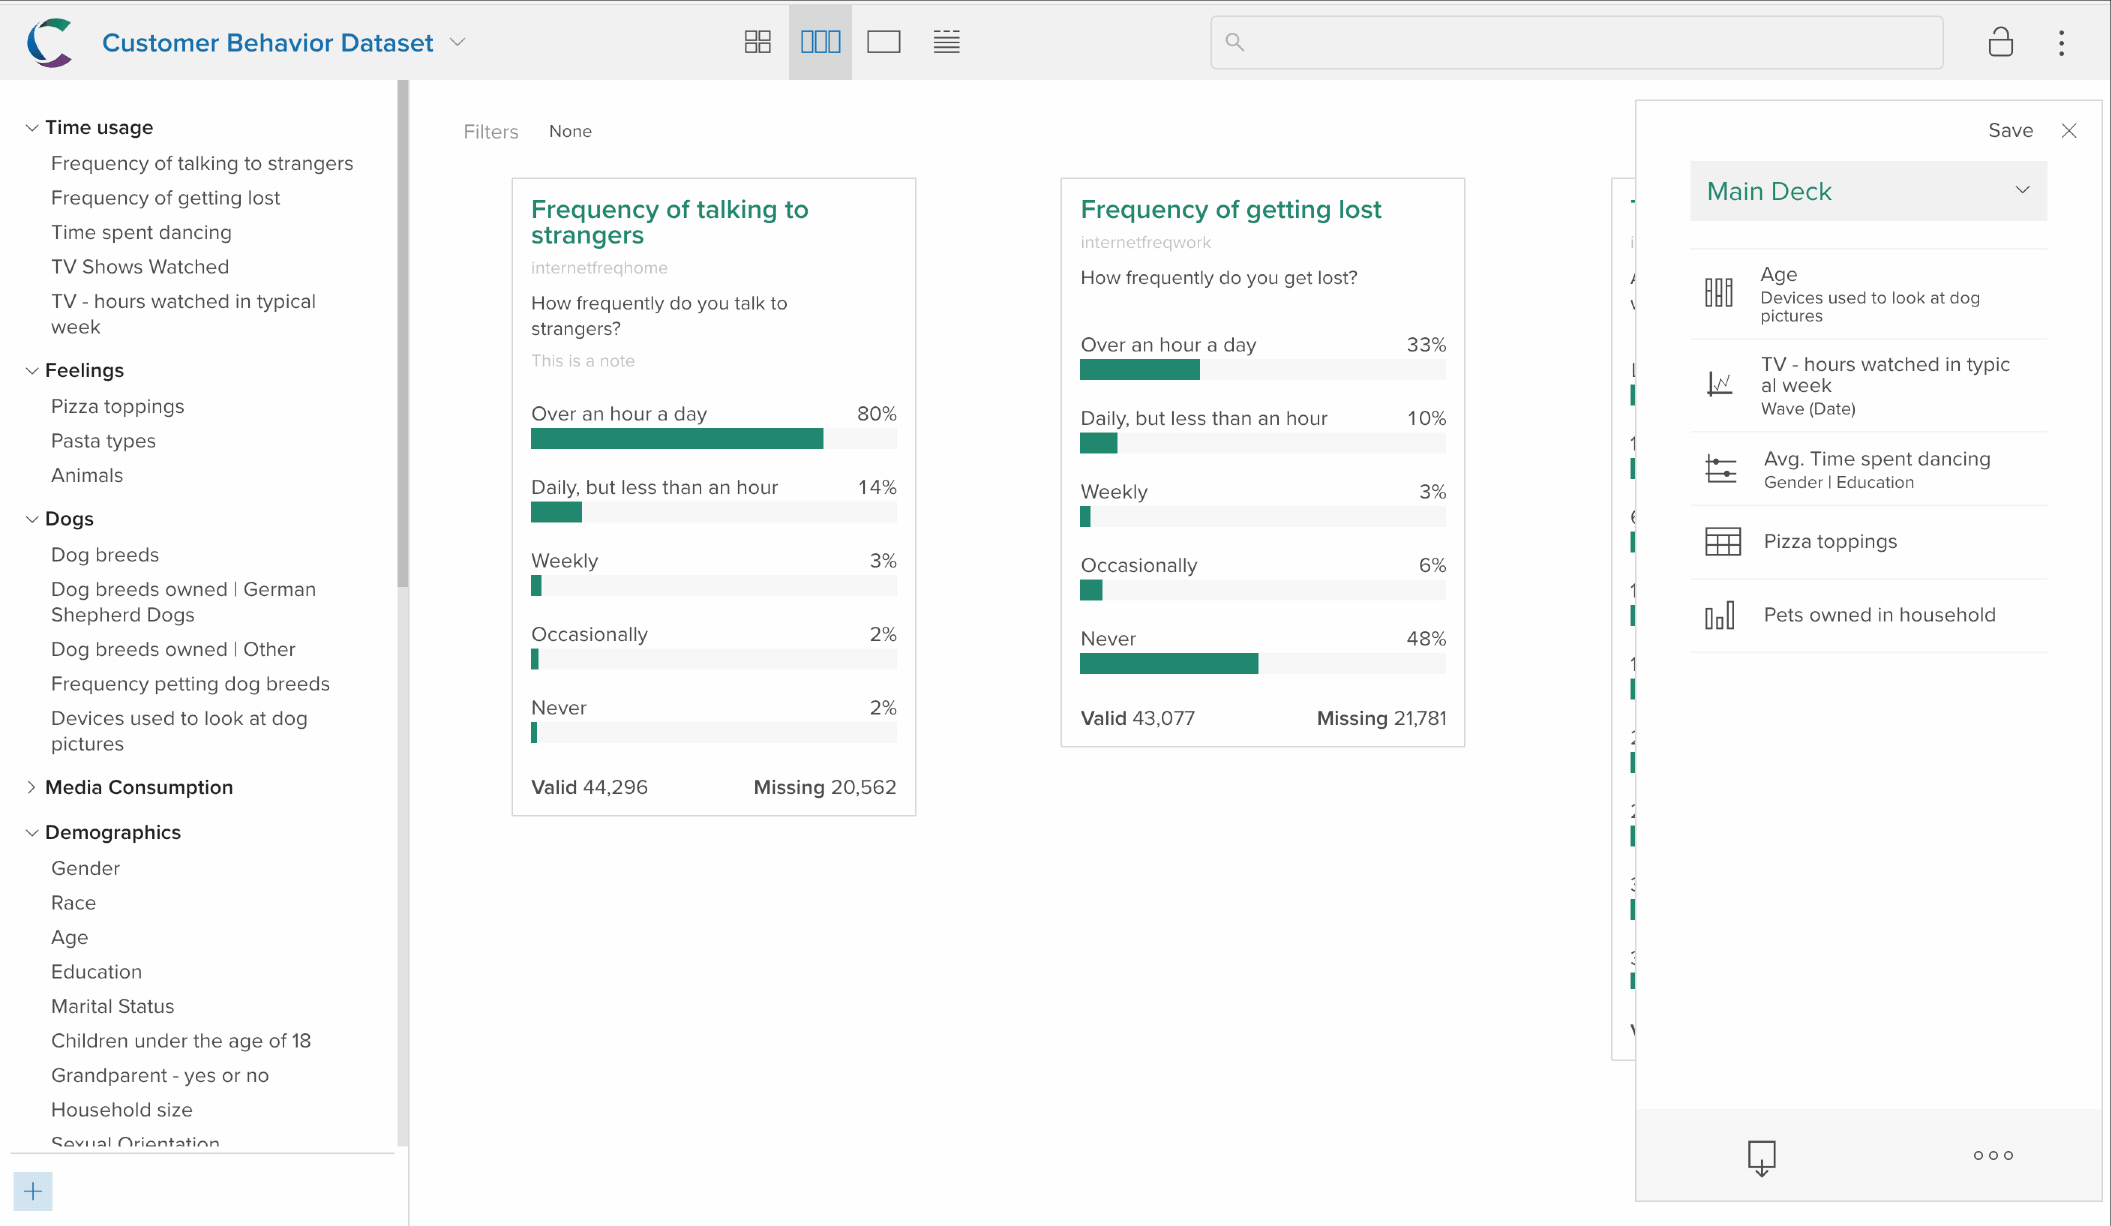 Customer Behavior Dataset
Time usage
Frequency of talking to strangers
Frequency of getting lost
Time spent dancing
TV Shows Watched
TV - hours watched in typical
week
Feelings
Pizza toppings
Pasta types
Animals
Dogs
Dog breeds
Dog breeds owned | German
Shepherd Dogs
Dog breeds owned | Other
Frequency petting dog breeds
Devices used to look at dog
pictures
Media Consumption
Demographics
Gender
Race
Age
Education
Marital Status
Children under the age of 18
Grandparent - yes or no
Household size
Sexual Orientation
Filters None
Frequency of talking to
strangers
internetfreqhome
How frequently do you talk to
strangers?
This is a note
Over an hour a day 80%
Daily, but less than an hour 14%
Weekly 3%
Occasionally 2%
Never 2%
Valid 44,296 Missing 20,562
Frequency of getting lost
internetfreqwork
How frequently do you get lost?
Over an hour a day 33%
Daily, but less than an hour 10%
Weekly 3%
Occasionally 6%
Never 48%
Valid 43,077 Missing 21,781
Save
Main Deck
Age
Devices used to look at dog
pictures
TV - hours watched in typic
al week
Wave (Date)
Avg. Time spent dancing
Gender | Education
Pizza toppings
Pets owned in household